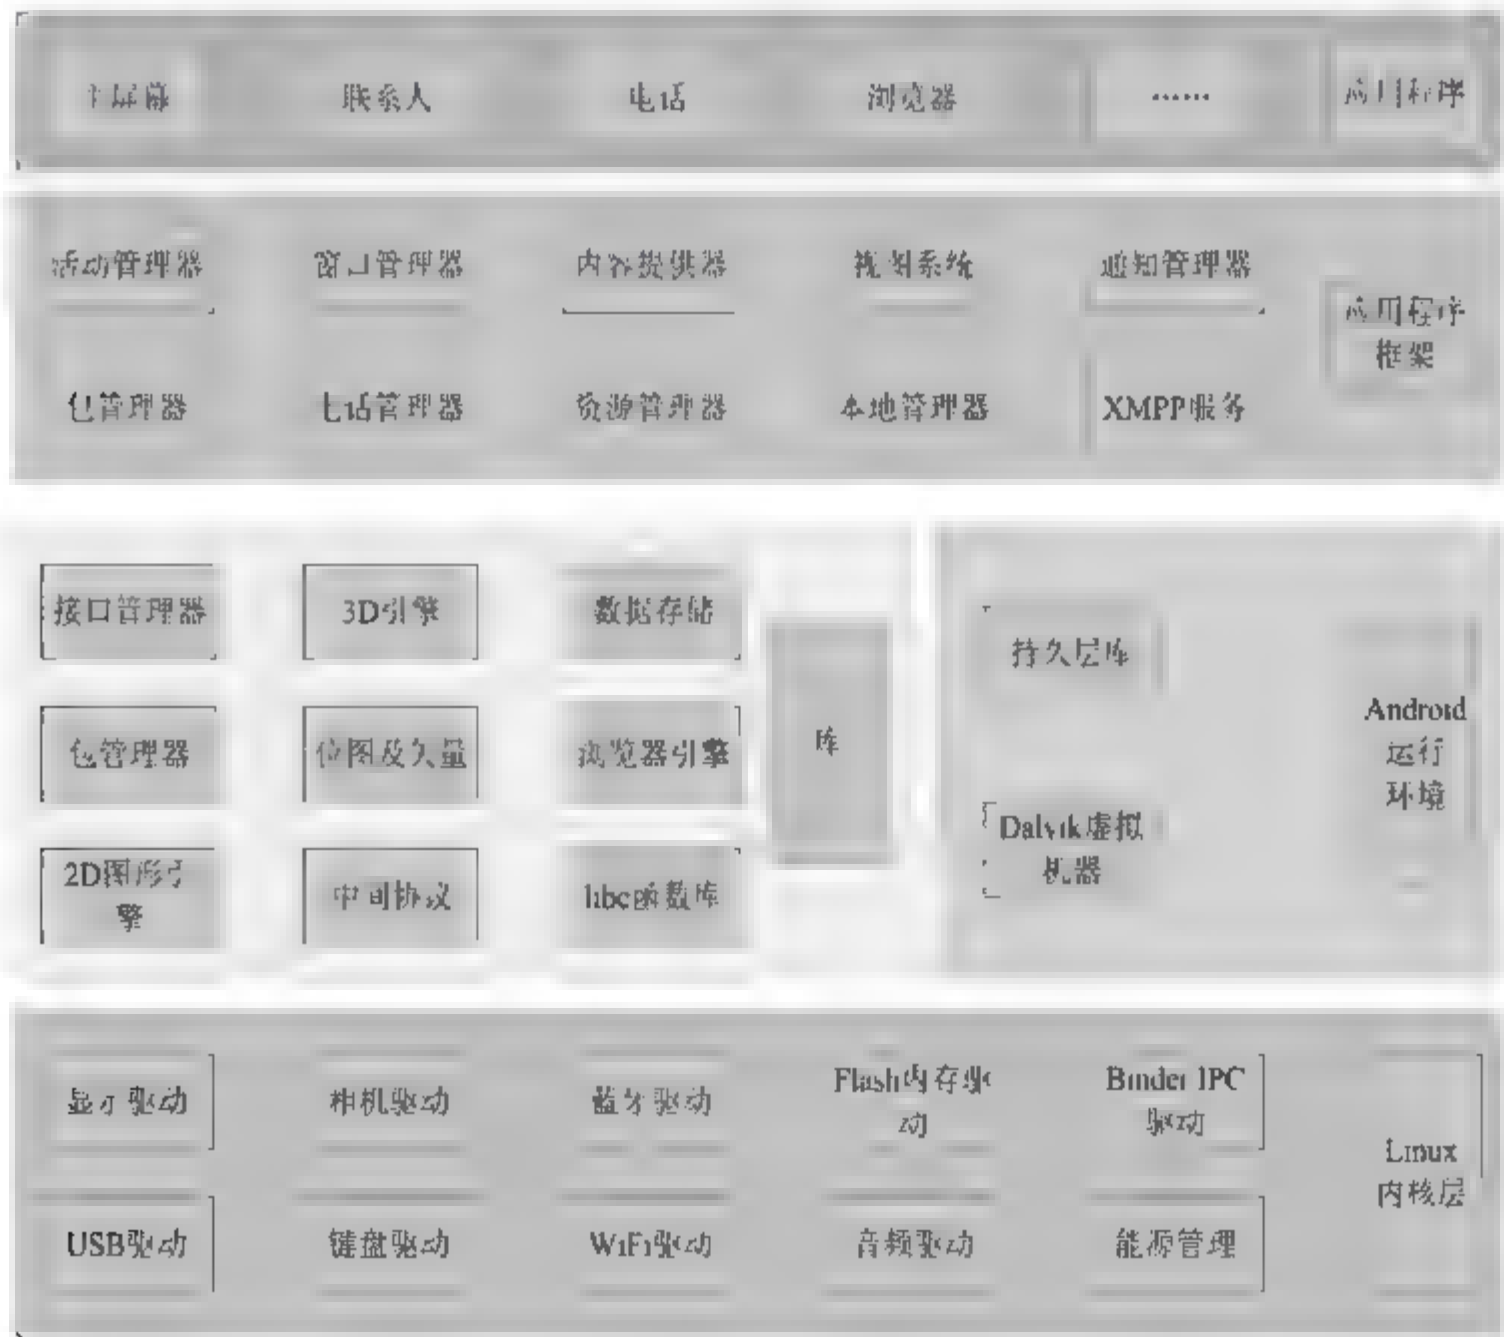 主屏幕 联系人 电话 浏览器 …… 应用程序
活动管理器 窗口管理器 内容提供器 视图系统 通知管理器
应用程序
框架
包管理器 电话管理器 资源管理器 本地管理器 XMPP服务
接口管理器 3D引擎 数据存储
包管理器 位图及矢量 浏览器引擎
2D图形引
擎
中间协议 libc函数库
库
持久层库
Dalvik虚拟
机器
Android
运行
环境
显示驱动 相机驱动 蓝牙驱动
Flash内存驱
动
Binder IPC
驱动
USB驱动 键盘驱动 WiFi驱动 音频驱动 能源管理
Linux
内核层